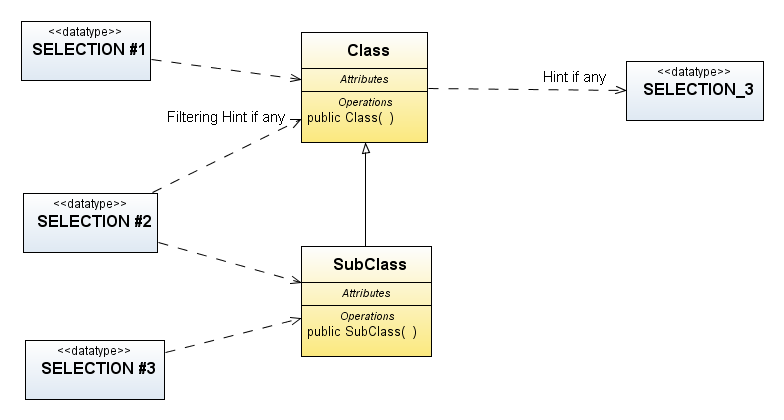 <<datatype>>
SELECTION #1
Class
Attributes
Operations
public Class( )
Hint if any
<<datatype>>
SELECTION_3
Filtering Hint if any
<<datatype>>
SELECTION #2
SubClass
Attributes
Operations
public SubClass( )
<<datatype>>
SELECTION #3